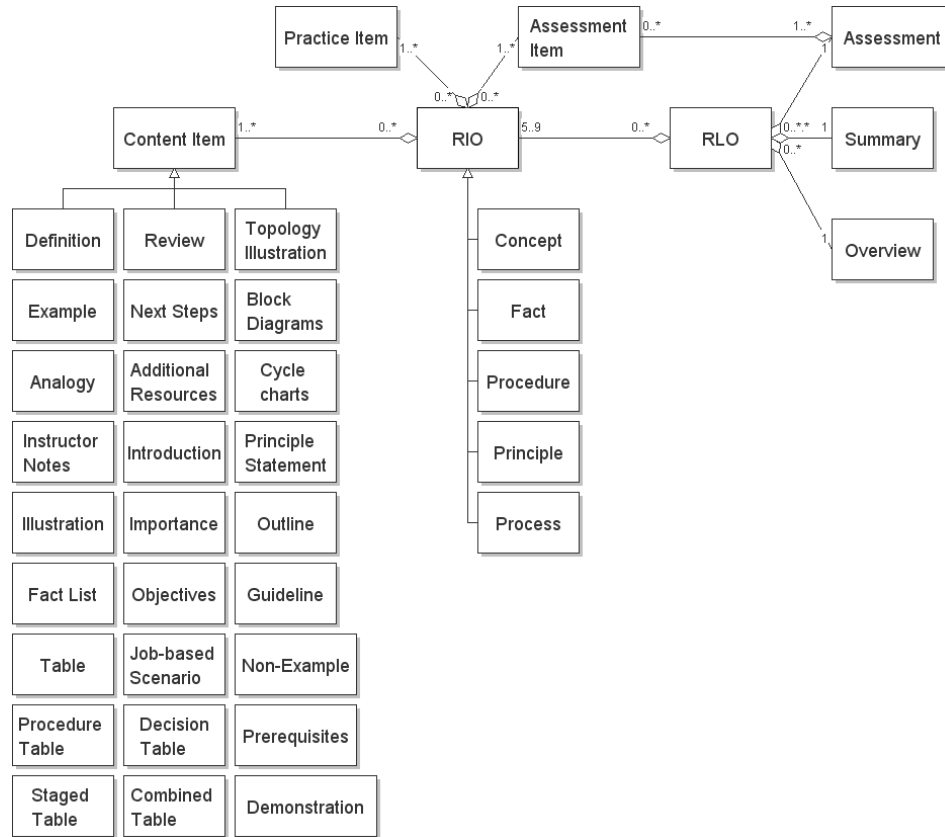 Practice Item
Assessment
Item
0..*
1..*
Assessment
1..*
1..*
1
0..*
0..*
Content Item
1..*
0..*
RIO
5..9
0..*
RLO
0..*.*
1
Summary
0..*
1
Overview
Definition
Review
Topology
Illustration
Concept
Example
Next Steps
Block
Diagrams
Fact
Analogy
Additional
Resources
Cycle
charts
Procedure
Instructor
Notes
Introduction
Principle
Statement
Principle
Illustration
Importance
Outline
Process
Fact List
Objectives
Guideline
Table
Job-based
Scenario
Non-Example
Procedure
Table
Decision
Table
Prerequisites
Staged
Table
Combined
Table
Demonstration